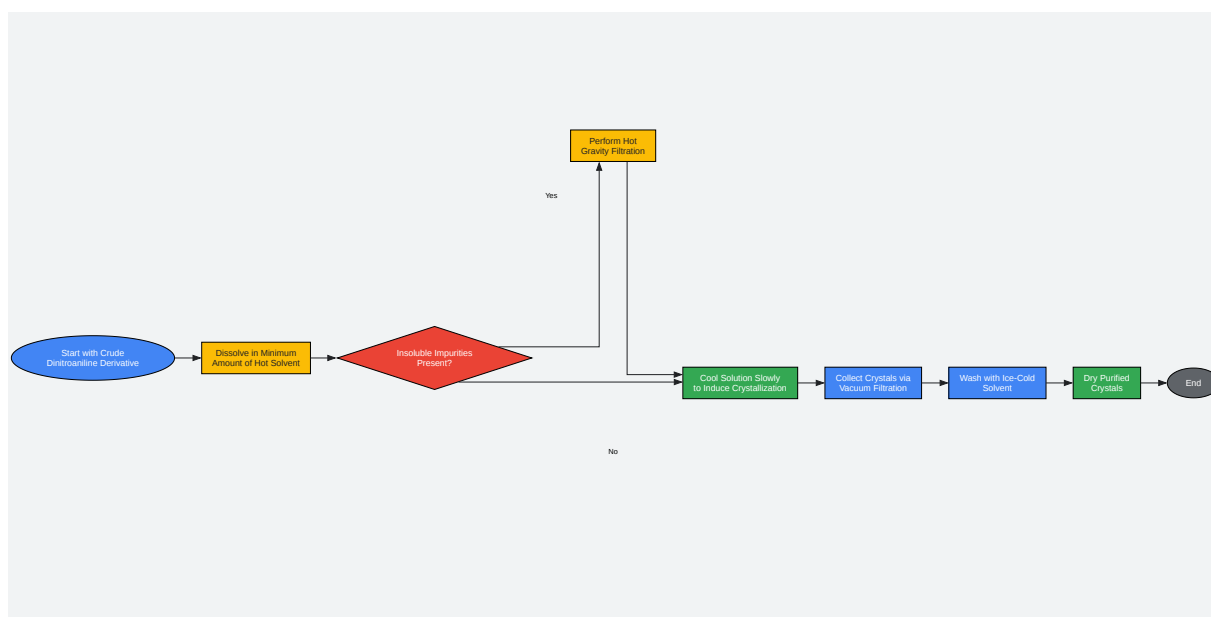 Perform Hot
Gravity Filtration
Yes
Start with Crude
Dinitroaniline Derivative
Dissolve in Minimum
Amount of Hot Solvent
Insoluble Impurities
Present?
Cool Solution Slowly
to Induce Crystallization
Collect Crystals via
Vacuum Filtration
Wash with Ice-Cold
Solvent
Dry Purified
Crystals
End
No